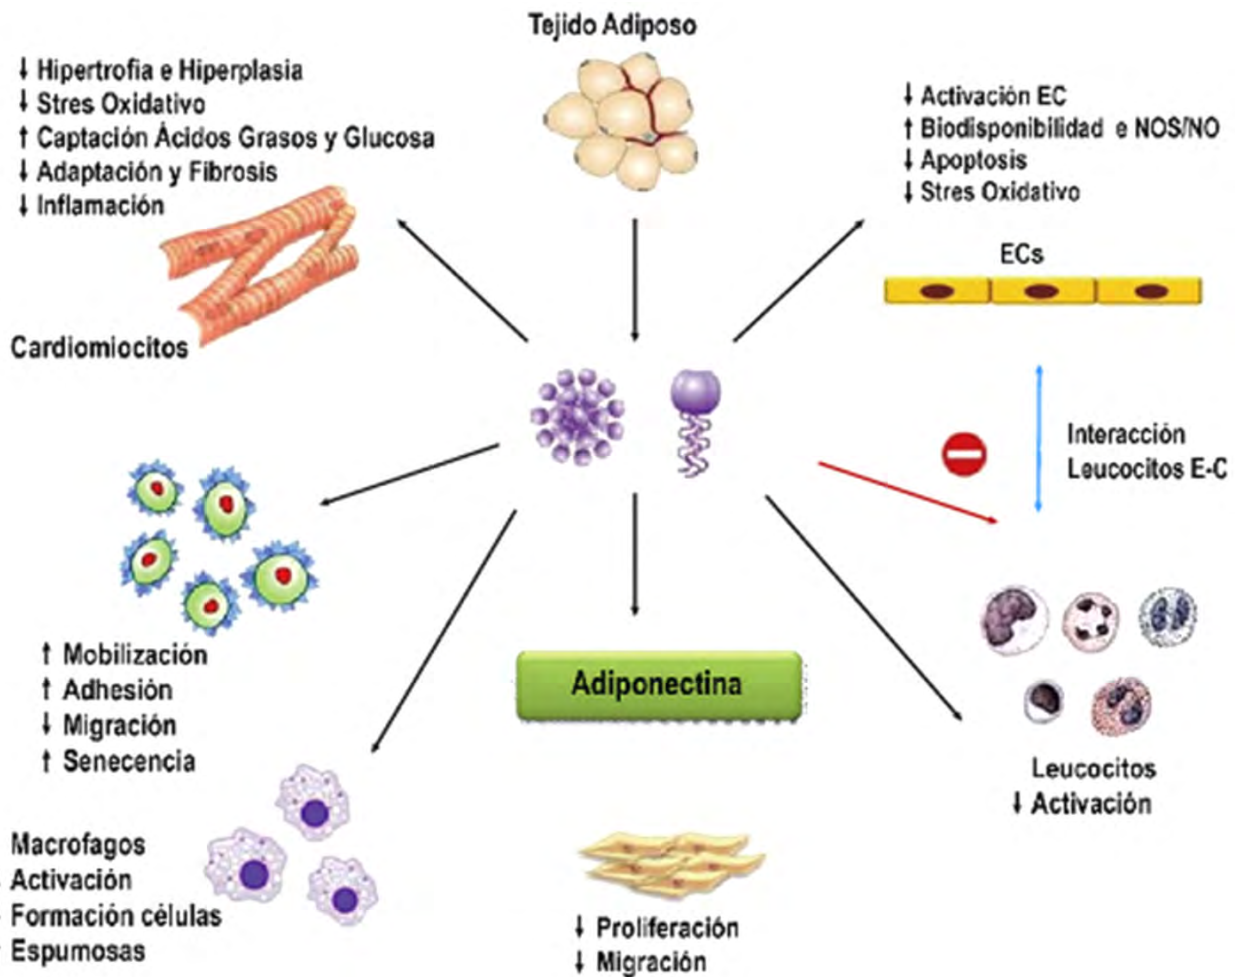 Tejido Adiposo
↓ Hipertrofia e Hiperplasia
↓ Stres Oxidativo
↑ Captación Ácidos Grasos y Glucosa
↓ Adaptación y Fibrosis
↓ Inflamación
Cardiomiocitos
↓ Activación EC
↑ Biodisponibilidad e NOS/NO
↓ Apoptosis
↓ Stres Oxidativo
ECs
Interacción
Leucocitos E-C
↑ Mobilización
↑ Adhesión
↓ Migración
↑ Senecencia
Adiponectina
Leucocitos
↓ Activación
Macrofagos
Activación
Formación células
Espumosas
↓ Proliferación
↓ Migración